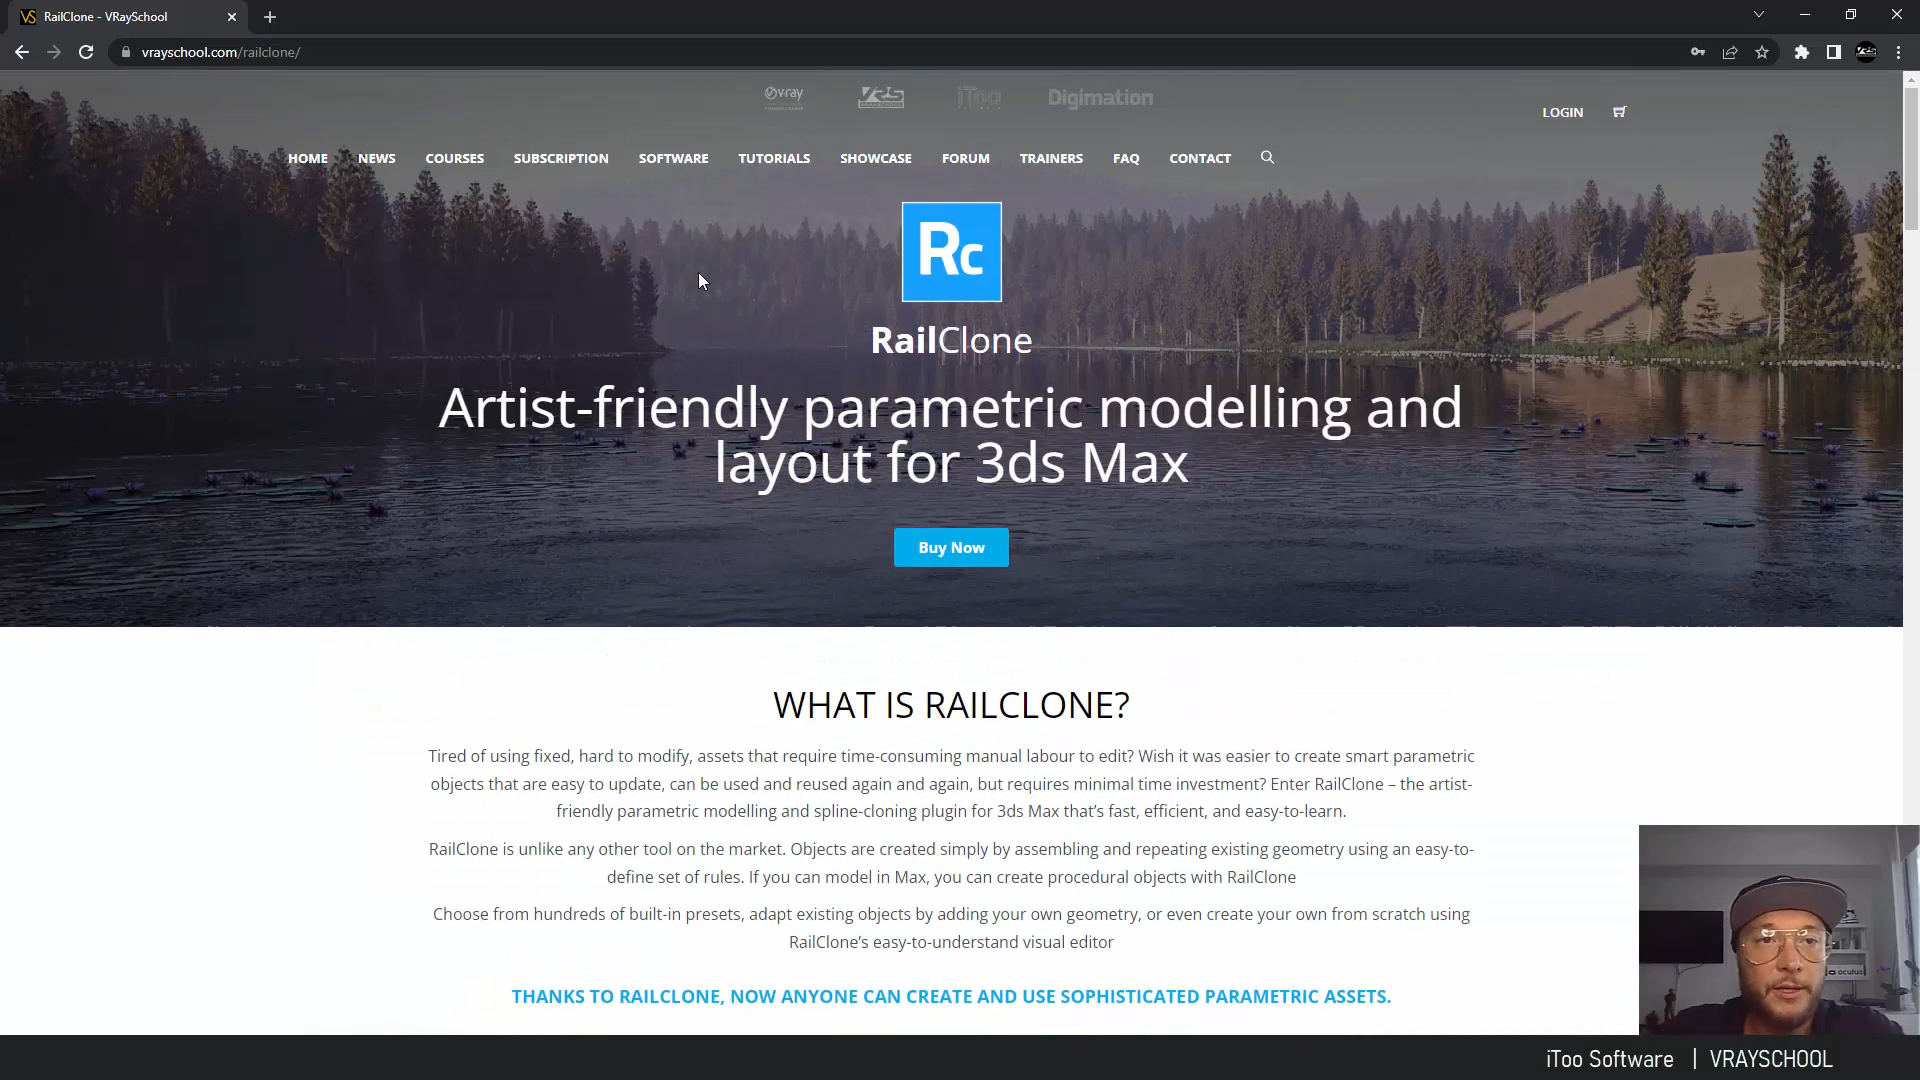 RailClone - VRaySchool
vrayschool.com/railclone/
vray
iToo
Digimation
LOGIN
HOME NEWS COURSES SUBSCRIPTION SOFTWARE TUTORIALS SHOWCASE FORUM TRAINERS FAQ CONTACT
Rc
RailClone
Artist-friendly parametric modelling and
layout for 3ds Max
Buy Now
WHAT IS RAILCLONE?
Tired of using fixed, hard to modify, assets that require time-consuming manual labour to edit? Wish it was easier to create smart parametric
objects that are easy to update, can be used and reused again and again, but requires minimal time investment? Enter RailClone – the artist-
friendly parametric modelling and spline-cloning plugin for 3ds Max that’s fast, efficient, and easy-to-learn.
RailClone is unlike any other tool on the market. Objects are created simply by assembling and repeating existing geometry using an easy-to-
define set of rules. If you can model in Max, you can create procedural objects with RailClone
Choose from hundreds of built-in presets, adapt existing objects by adding your own geometry, or even create your own from scratch using
RailClone’s easy-to-understand visual editor
THANKS TO RAILCLONE, NOW ANYONE CAN CREATE AND USE SOPHISTICATED PARAMETRIC ASSETS.
oculus
iToo Software | VRAYSCHOOL